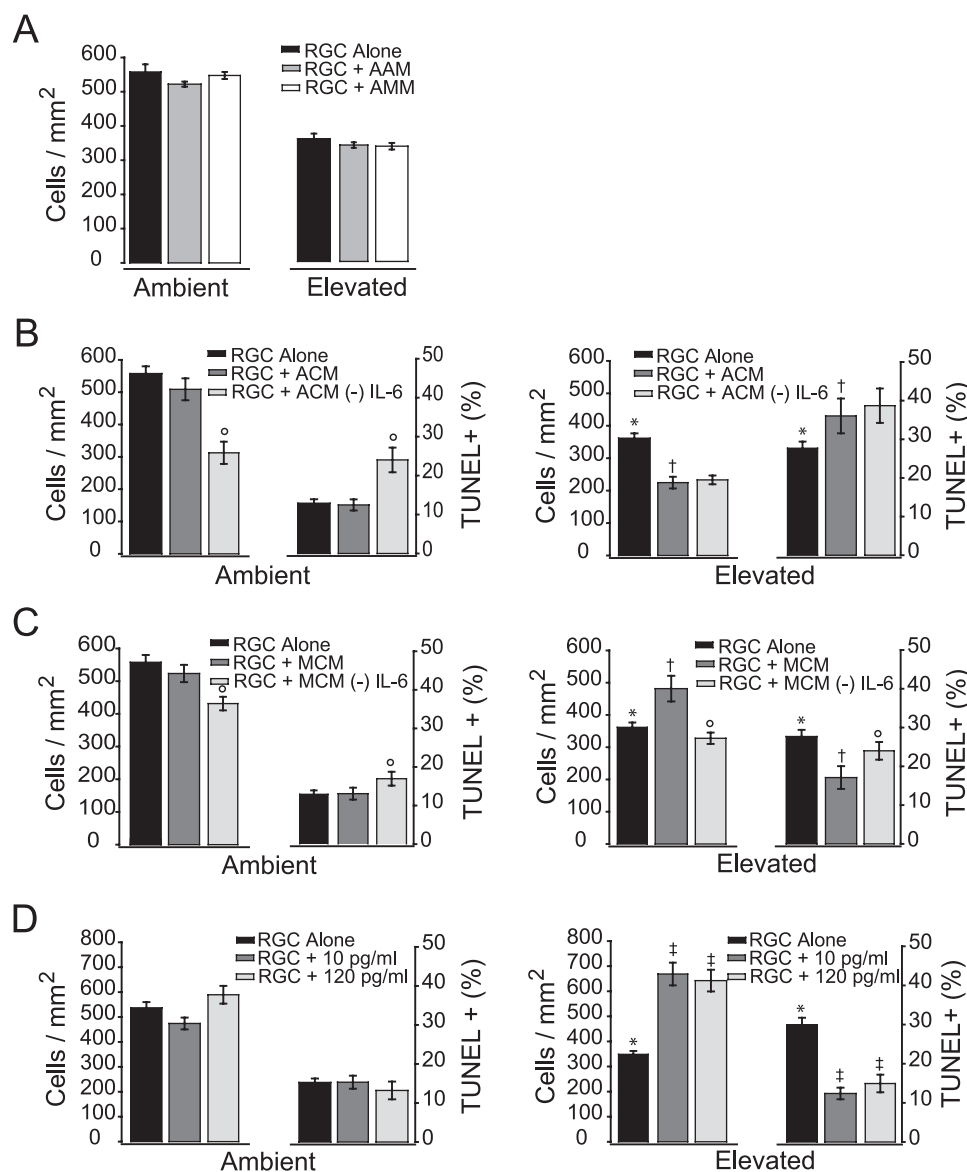 A
Cells / mm2
600
500
400
300
200
100
0
RGC Alone
RGC + AAM
RGC + AMM
Ambient
Elevated
B
Cells / mm2
600
500
400
300
200
100
0
RGC Alone
RGC + ACM
RGC + ACM (-) IL-6
°
°
50
40
30
20
10
0
TUNEL+ (%)
Ambient
Cells / mm2
600
500
400
300
200
100
0
RGC Alone
RGC + ACM
RGC + ACM (-) IL-6
*
†
*
†
50
40
30
20
10
0
TUNEL+ (%)
Elevated
C
Cells / mm2
600
500
400
300
200
100
0
RGC Alone
RGC + MCM
RGC + MCM (-) IL-6
°
°
50
40
30
20
10
0
TUNEL + (%)
Ambient
Cells / mm2
600
500
400
300
200
100
0
RGC Alone
RGC + MCM
RGC + MCM (-) IL-6
*
†
°
*
†
°
50
40
30
20
10
0
TUNEL+ (%)
Elevated
D
Cells / mm2
800
700
600
500
400
300
200
100
0
RGC Alone
RGC + 10 pg/ml
RGC + 120 pg/ml
50
40
30
20
10
0
TUNEL+ (%)
Ambient
Cells / mm2
800
700
600
500
400
300
200
100
0
RGC Alone
RGC + 10 pg/ml
RGC + 120 pg/ml
*
‡
‡
*
‡
‡
50
40
30
20
10
0
TUNEL+ (%)
Elevated